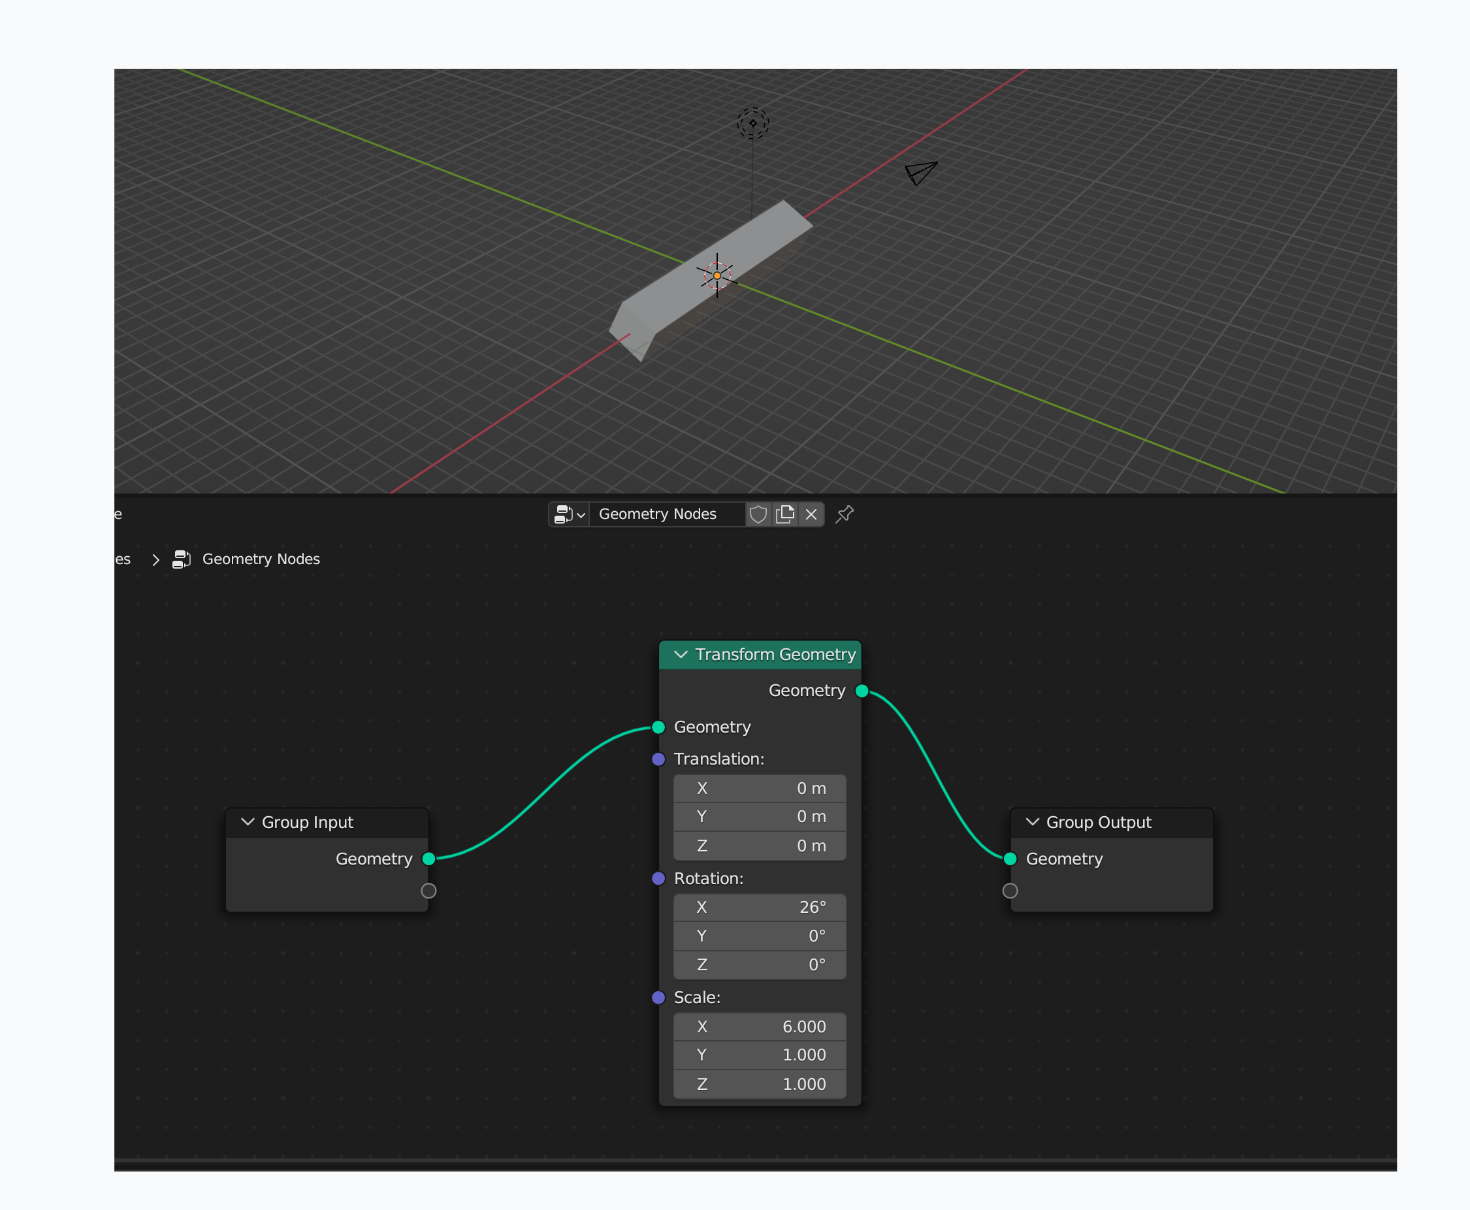 e
Geometry Nodes
es
Geometry Nodes
Transform Geometry
Geometry
Geometry
Translation:
X 0 m
Y 0 m
Z 0 m
Rotation:
X 26°
Y 0°
Z 0°
Scale:
X 6.000
Y 1.000
Z 1.000
Group Input
Geometry
Group Output
Geometry